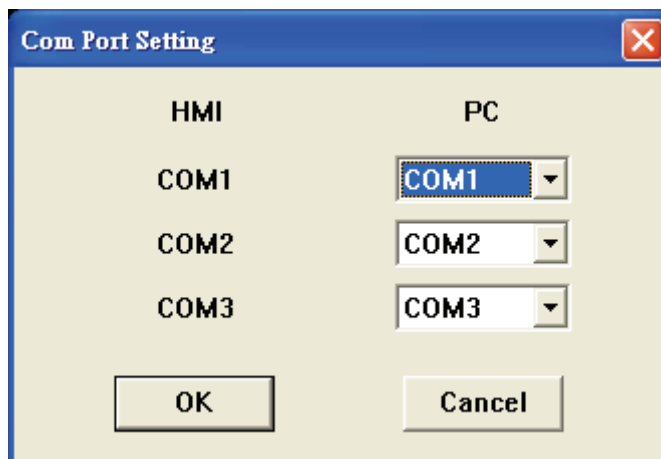 Com Port Setting
HMI PC
COM1 COM1
COM2 COM2
COM3 COM3
OK Cancel